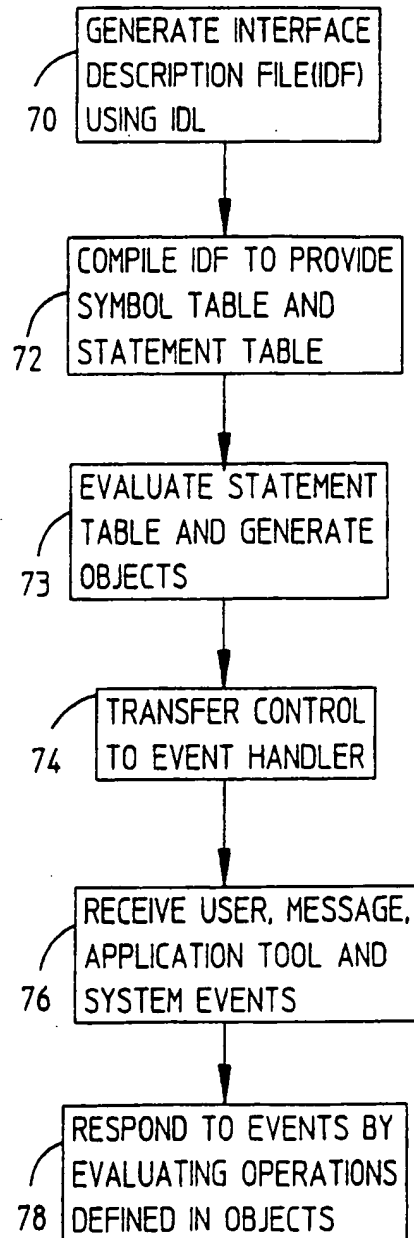 GENERATE INTERFACE
DESCRIPTION FILE(IDF)
USING IDL
70
COMPILE IDF TO PROVIDE
SYMBOL TABLE AND
STATEMENT TABLE
72
EVALUATE STATEMENT
TABLE AND GENERATE
OBJECTS
73
TRANSFER CONTROL
TO EVENT HANDLER
74
RECEIVE USER, MESSAGE,
APPLICATION TOOL AND
SYSTEM EVENTS
76
RESPOND TO EVENTS BY
EVALUATING OPERATIONS
DEFINED IN OBJECTS
78